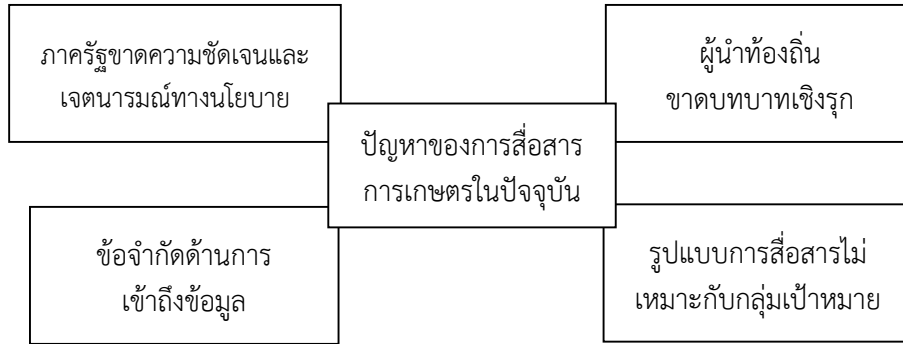 ภาครัฐขาดความชัดเจนและ
เจตนารมณ์ทางนโยบาย
ผู้นำท้องถิ่น
ขาดบทบาทเชิงรุก
ปัญหาของการสื่อสาร
การเกษตรในปัจจุบัน
ข้อจำกัดด้านการ
เข้าถึงข้อมูล
รูปแบบการสื่อสารไม่
เหมาะกับกลุ่มเป้าหมาย